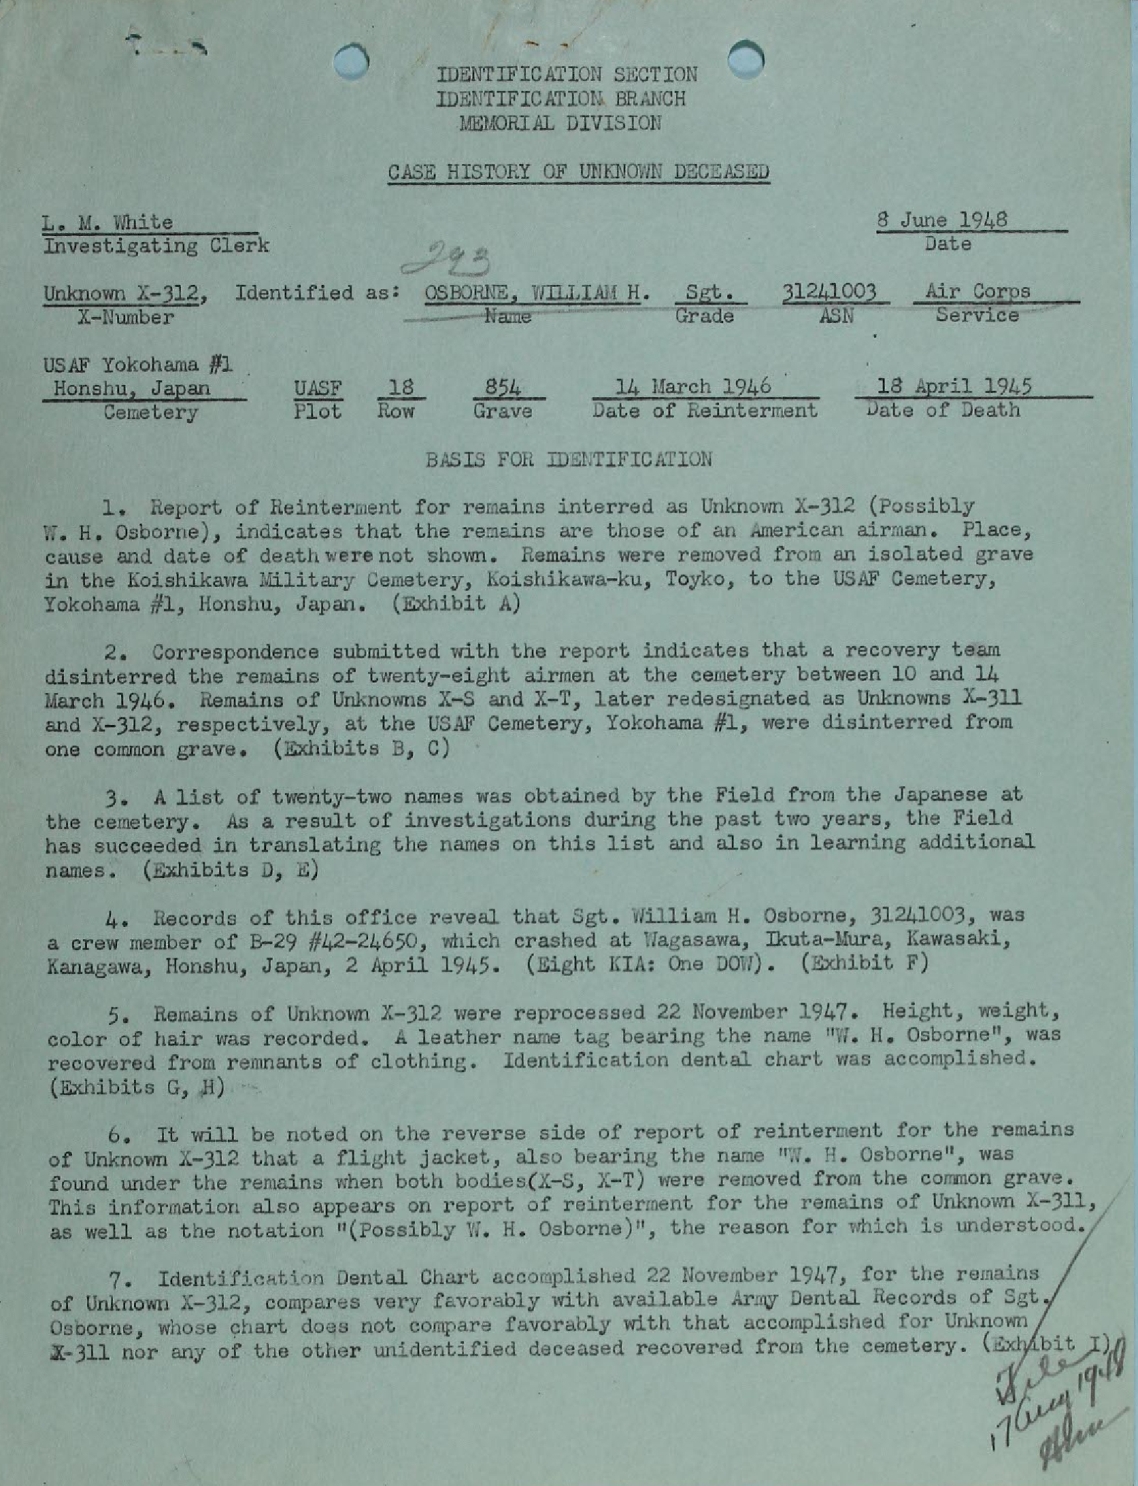 IDENTIFICATION SECTION
IDENTIFICATION BRANCH
MEMORIAL DIVISION
CASE HISTORY OF UNKNOWN DECEASED
L. M. White 8 June 1948
Investigating Clerk Date
293
Unknown X-312, Identified as: OSBORNE, WILLIAM H. Sgt. 31241003 Air Corps
X-Number Name Grade ASN Service
USAF Yokohama #1
Honshu, Japan UASF 18 854 14 March 1946 18 April 1945
Cemetery Plot Row Grave Date of Reinterment Date of Death
BASIS FOR IDENTIFICATION
1. Report of Reinterment for remains interred as Unknown X-312 (Possibly
W. H. Osborne), indicates that the remains are those of an American airman. Place,
cause and date of death were not shown. Remains were removed from an isolated grave
in the Koishikawa Military Cemetery, Koishikawa-ku, Toyko, to the USAF Cemetery,
Yokohama #1, Honshu, Japan. (Exhibit A)
2. Correspondence submitted with the report indicates that a recovery team
disinterred the remains of twenty-eight airmen at the cemetery between 10 and 14
March 1946. Remains of Unknowns X-S and X-T, later redesignated as Unknowns X-311
and X-312, respectively, at the USAF Cemetery, Yokohama #1, were disinterred from
one common grave. (Exhibits B, C)
3. A list of twenty-two names was obtained by the Field from the Japanese at
the cemetery. As a result of investigations during the past two years, the Field
has succeeded in translating the names on this list and also in learning additional
names. (Exhibits D, E)
4. Records of this office reveal that Sgt. William H. Osborne, 31241003, was
a crew member of B-29 #42-24650, which crashed at Wagasawa, Ikuta-Mura, Kawasaki,
Kanagawa, Honshu, Japan, 2 April 1945. (Eight KIA: One DOW). (Exhibit F)
5. Remains of Unknown X-312 were reprocessed 22 November 1947. Height, weight,
color of hair was recorded. A leather name tag bearing the name "W. H. Osborne", was
recovered from remnants of clothing. Identification dental chart was accomplished.
(Exhibits G, H)
6. It will be noted on the reverse side of report of reinterment for the remains
of Unknown X-312 that a flight jacket, also bearing the name "W. H. Osborne", was
found under the remains when both bodies(X-S, X-T) were removed from the common grave.
This information also appears on report of reinterment for the remains of Unknown X-311,
as well as the notation "(Possibly W. H. Osborne)", the reason for which is understood.
7. Identification Dental Chart accomplished 22 November 1947, for the remains
of Unknown X-312, compares very favorably with available Army Dental Records of Sgt.
Osborne, whose chart does not compare favorably with that accomplished for Unknown
X-311 nor any of the other unidentified deceased recovered from the cemetery. (Exhibit I)
File
17 Aug 1948